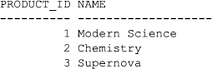 PRODUCT_ID NAME
---------- ------------------
1 Modern Science
2 Chemistry
3 Supernova